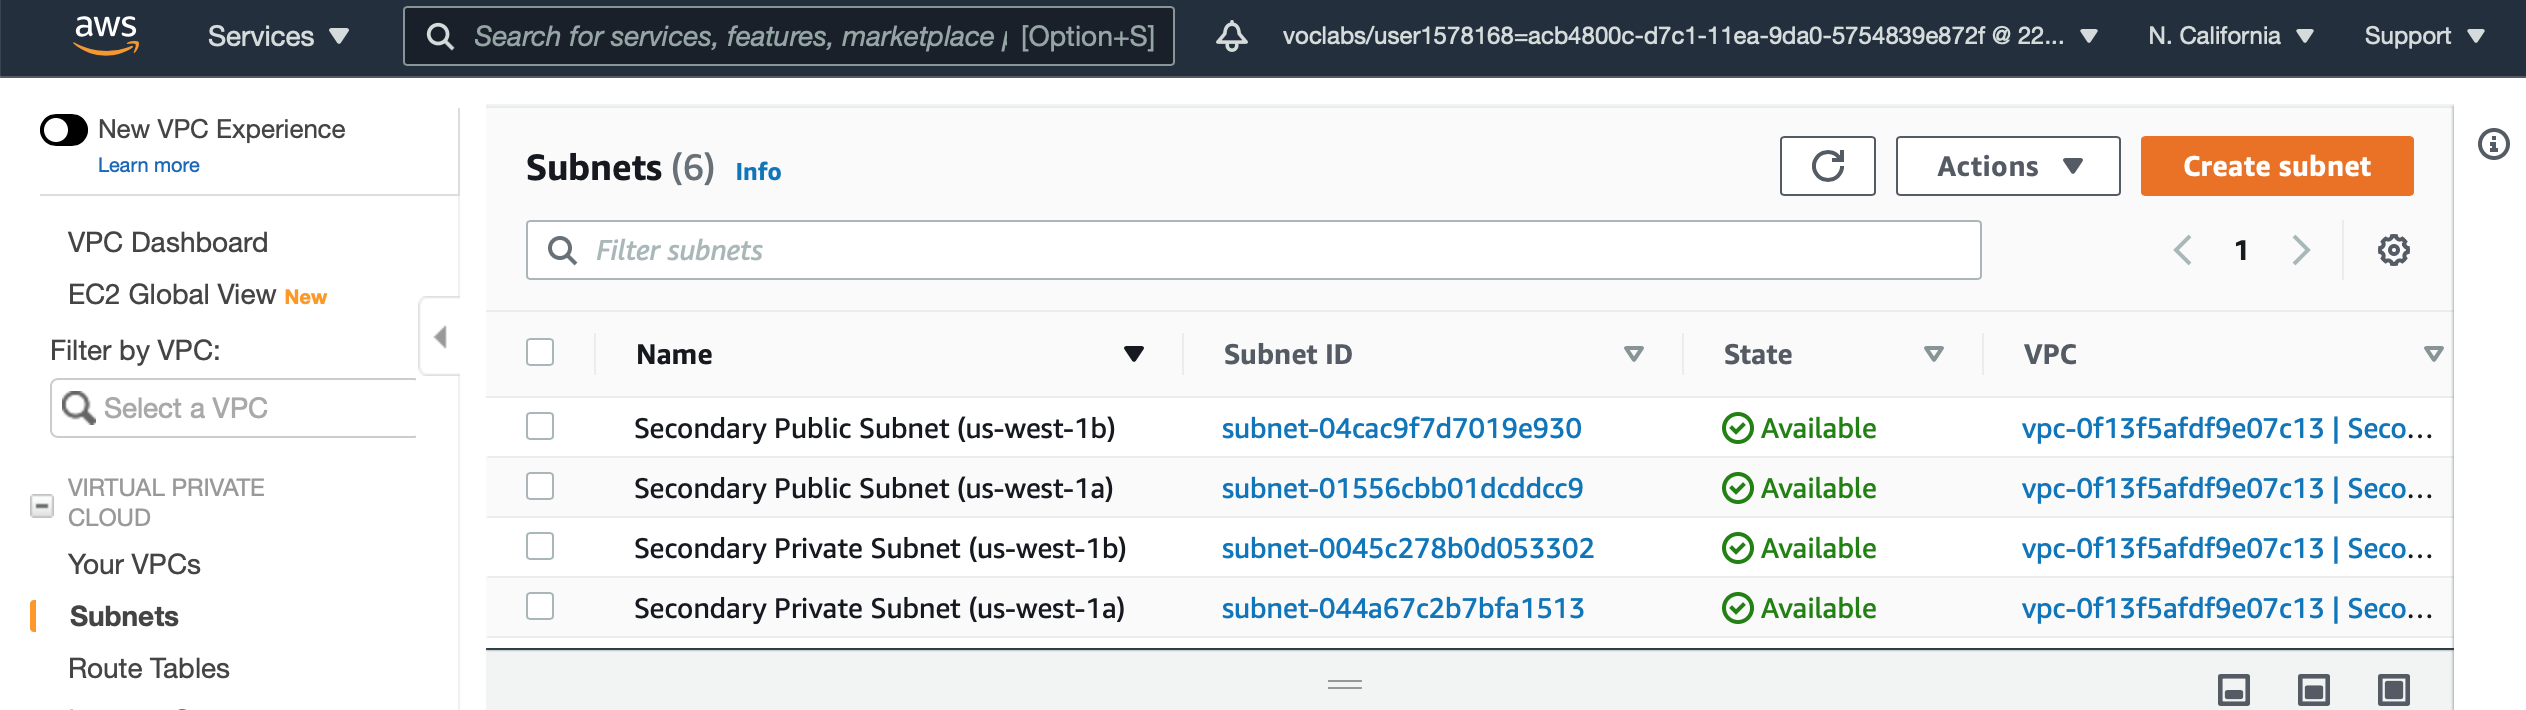 aws
Services
Search for services, features, marketplace [Option+S]
voclabs/user1578168=acb4800c-d7c1-11ea-9da0-5754839e872f @ 22...
N. California
Support
New VPC Experience
Learn more
VPC Dashboard
EC2 Global View New
Filter by VPC:
Select a VPC
VIRTUAL PRIVATE
CLOUD
Your VPCs
Subnets
Route Tables
Subnets (6) Info
Actions
Create subnet
Filter subnets
1
Name Subnet ID State VPC
Secondary Public Subnet (us-west-1b) subnet-04cac9f7d7019e930 Available vpc-0f13f5afdf9e07c13 | Seco...
Secondary Public Subnet (us-west-1a) subnet-01556cbb01dcddcc9 Available vpc-0f13f5afdf9e07c13 | Seco...
Secondary Private Subnet (us-west-1b) subnet-0045c278b0d053302 Available vpc-0f13f5afdf9e07c13 | Seco...
Secondary Private Subnet (us-west-1a) subnet-044a67c2b7bfa1513 Available vpc-0f13f5afdf9e07c13 | Seco...